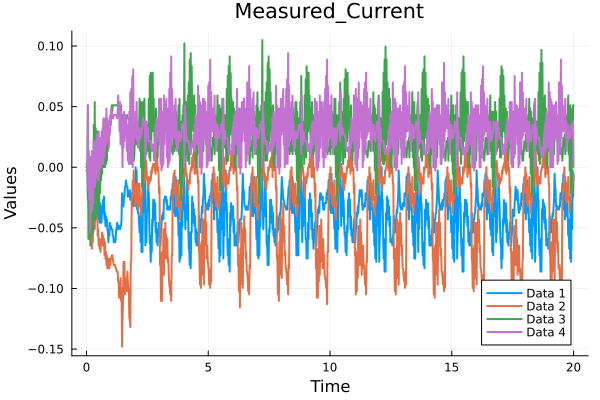 Measured_Current
Values
0.10
0.05
0.00
−0.05
−0.10
−0.15
Data 1
Data 2
Data 3
Data 4
0 5 10 15 20
Time